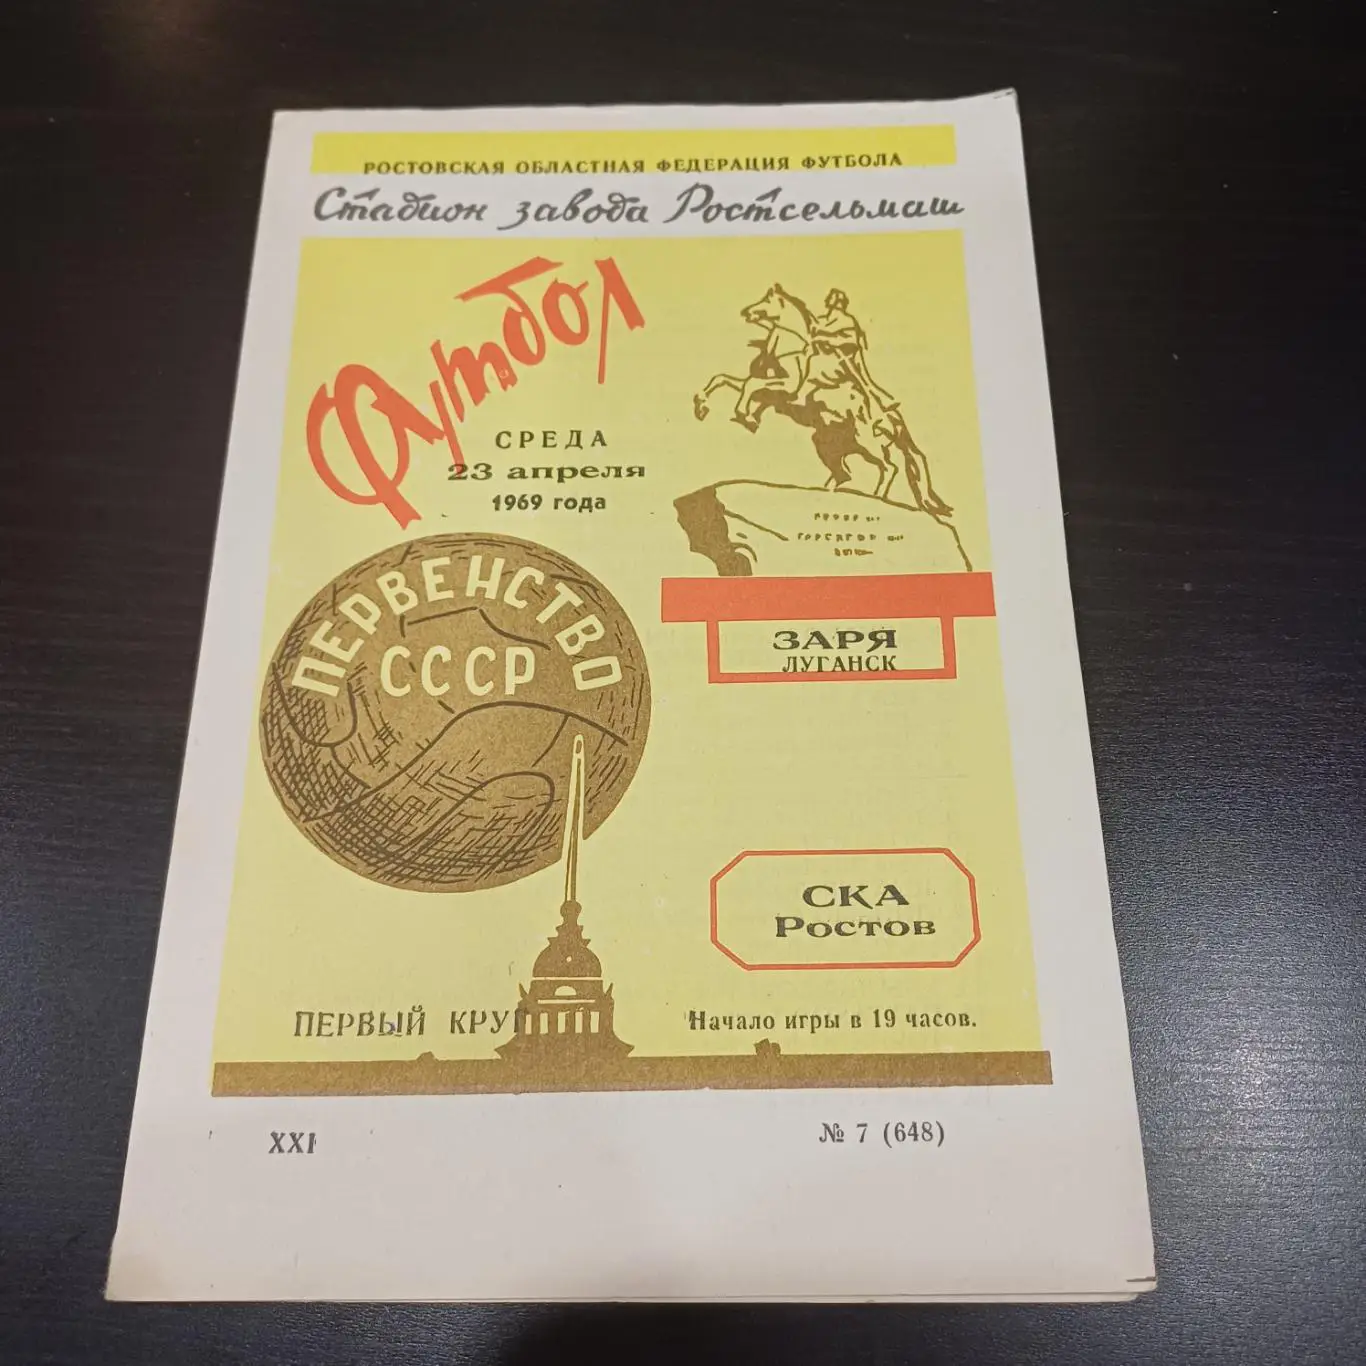 РОСТОВСКАЯ ОБЛАСТНАЯ ФЕДЕРАЦИЯ ФУТБОЛА
Стадион завода Ростсельмаш
Футбол
СРЕДА
23 апреля
1969 года
ПЕРВЕНСТВО
СССР
ЗАРЯ
ЛУГАНСК
СКА
Ростов
ПЕРВЫЙ КРУГ
Начало игры в 19 часов.
XXI
№ 7 (648)